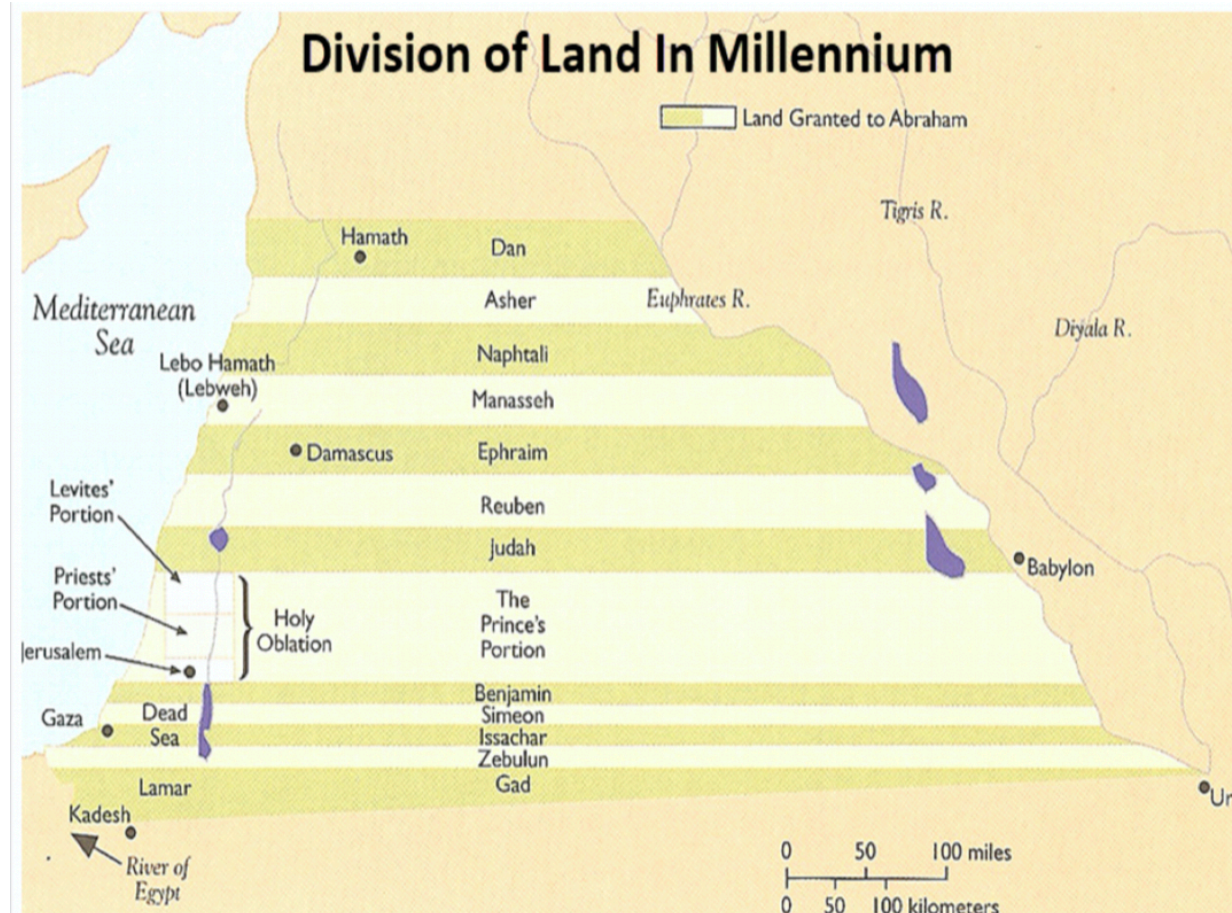 Division of Land In Millennium
Land Granted to Abraham
Tigris R.
Hamath
Dan
Mediterranean
Sea
Asher
Euphrates R.
Diyala R.
Lebo Hamath
(Lebweh)
Naphtali
Manasseh
Damascus
Ephraim
Levites'
Portion
Reuben
Judah
Babylon
Priests'
Portion
Holy
Oblation
The
Prince's
Portion
Jerusalem
Benjamin
Gaza
Dead
Sea
Simeon
Issachar
Zebulun
Lamar
Gad
Ur
Kadesh
River of
Egypt
0 50 100 miles
0 50 100 kilometers